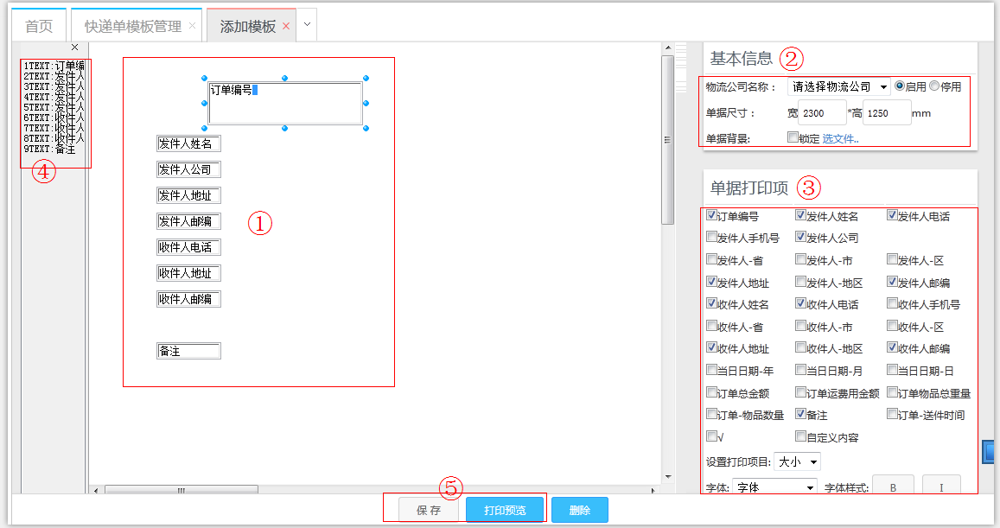 首页 快递单模板管理 × 添加模板 ×
×
1TEXT:订单编
2TEXT:发件人
3TEXT:发件人
4TEXT:发件人
5TEXT:发件人
6TEXT:收件人
7TEXT:收件人
8TEXT:收件人
9TEXT:备注
④
订单编号
发件人姓名
发件人公司
发件人地址
发件人邮编
收件人电话
收件人地址
收件人邮编
备注
①
基本信息 ②
物流公司名称： 请选择物流公司 启用 停用
单据尺寸： 宽 2300 *高 1250 mm
单据背景: 锁定 选文件..
单据打印项 ③
订单编号 发件人姓名 发件人电话
发件人手机号 发件人公司
发件人-省 发件人-市 发件人-区
发件人地址 发件人-地区 发件人邮编
收件人姓名 收件人电话 收件人手机号
收件人-省 收件人-市 收件人-区
收件人地址 收件人-地区 收件人邮编
当日日期-年 当日日期-月 当日日期-日
订单总金额 订单运费用金额 订单物品总重量
订单-物品数量 备注 订单-送件时间
√ 自定义内容
设置打印项目: 大小
字体: 字体 字体样式: B I
⑤
保存 打印预览 删除